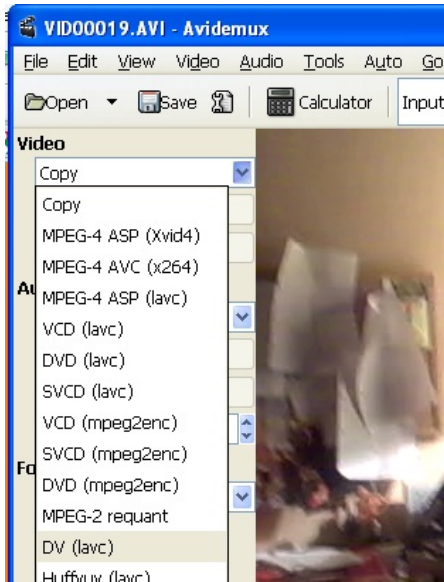 VID00019.AVI - Avidemux
File Edit View Video Audio Tools Auto Go
Open Save Calculator Input
Video
Copy
Copy
MPEG-4 ASP (Xvid4)
MPEG-4 AVC (x264)
MPEG-4 ASP (lavc)
VCD (lavc)
DVD (lavc)
SVCD (lavc)
VCD (mpeg2enc)
SVCD (mpeg2enc)
DVD (mpeg2enc)
MPEG-2 requant
DV (lavc)
Huffyuv (lavc)